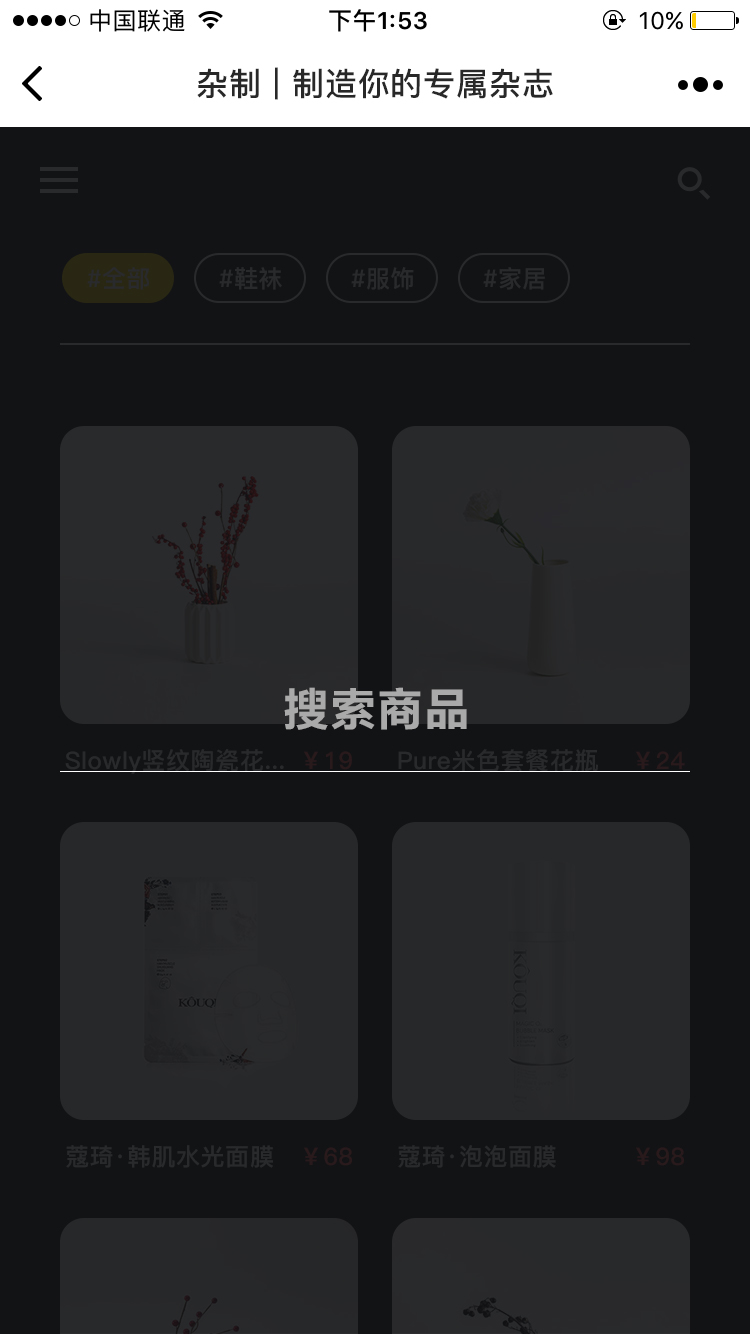 中国联通 下午1:53 10%
杂制 | 制造你的专属杂志
#全部 #鞋袜 #服饰 #家居
搜索商品
Slowly竖纹陶瓷花... ¥19 Pure米色套餐花瓶 ¥24
KÕUQI
KÕUQI
蔻琦·韩肌水光面膜 ¥68 蔻琦·泡泡面膜 ¥98